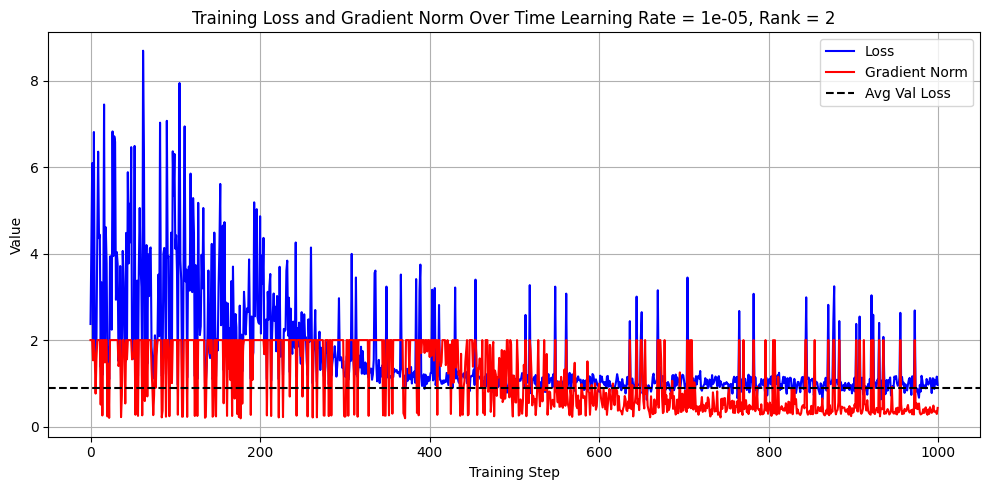 Training Loss and Gradient Norm Over Time Learning Rate = 1e-05, Rank = 2
Loss
Gradient Norm
Avg Val Loss
Value
8
6
4
2
0
0 200 400 600 800 1000
Training Step